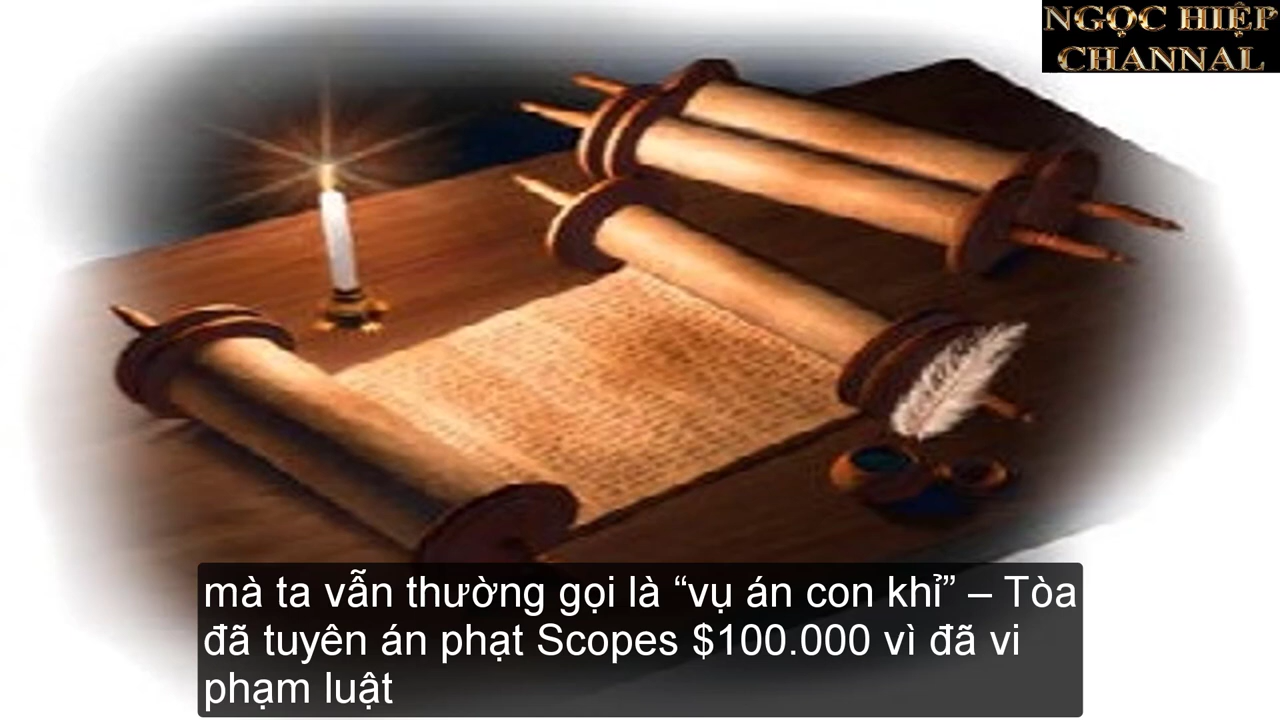 NGỌC HIỆP
CHANNAL
mà ta vẫn thường gọi là “vụ án con khỉ” – Tòa
đã tuyên án phạt Scopes $100.000 vì đã vi
phạm luật